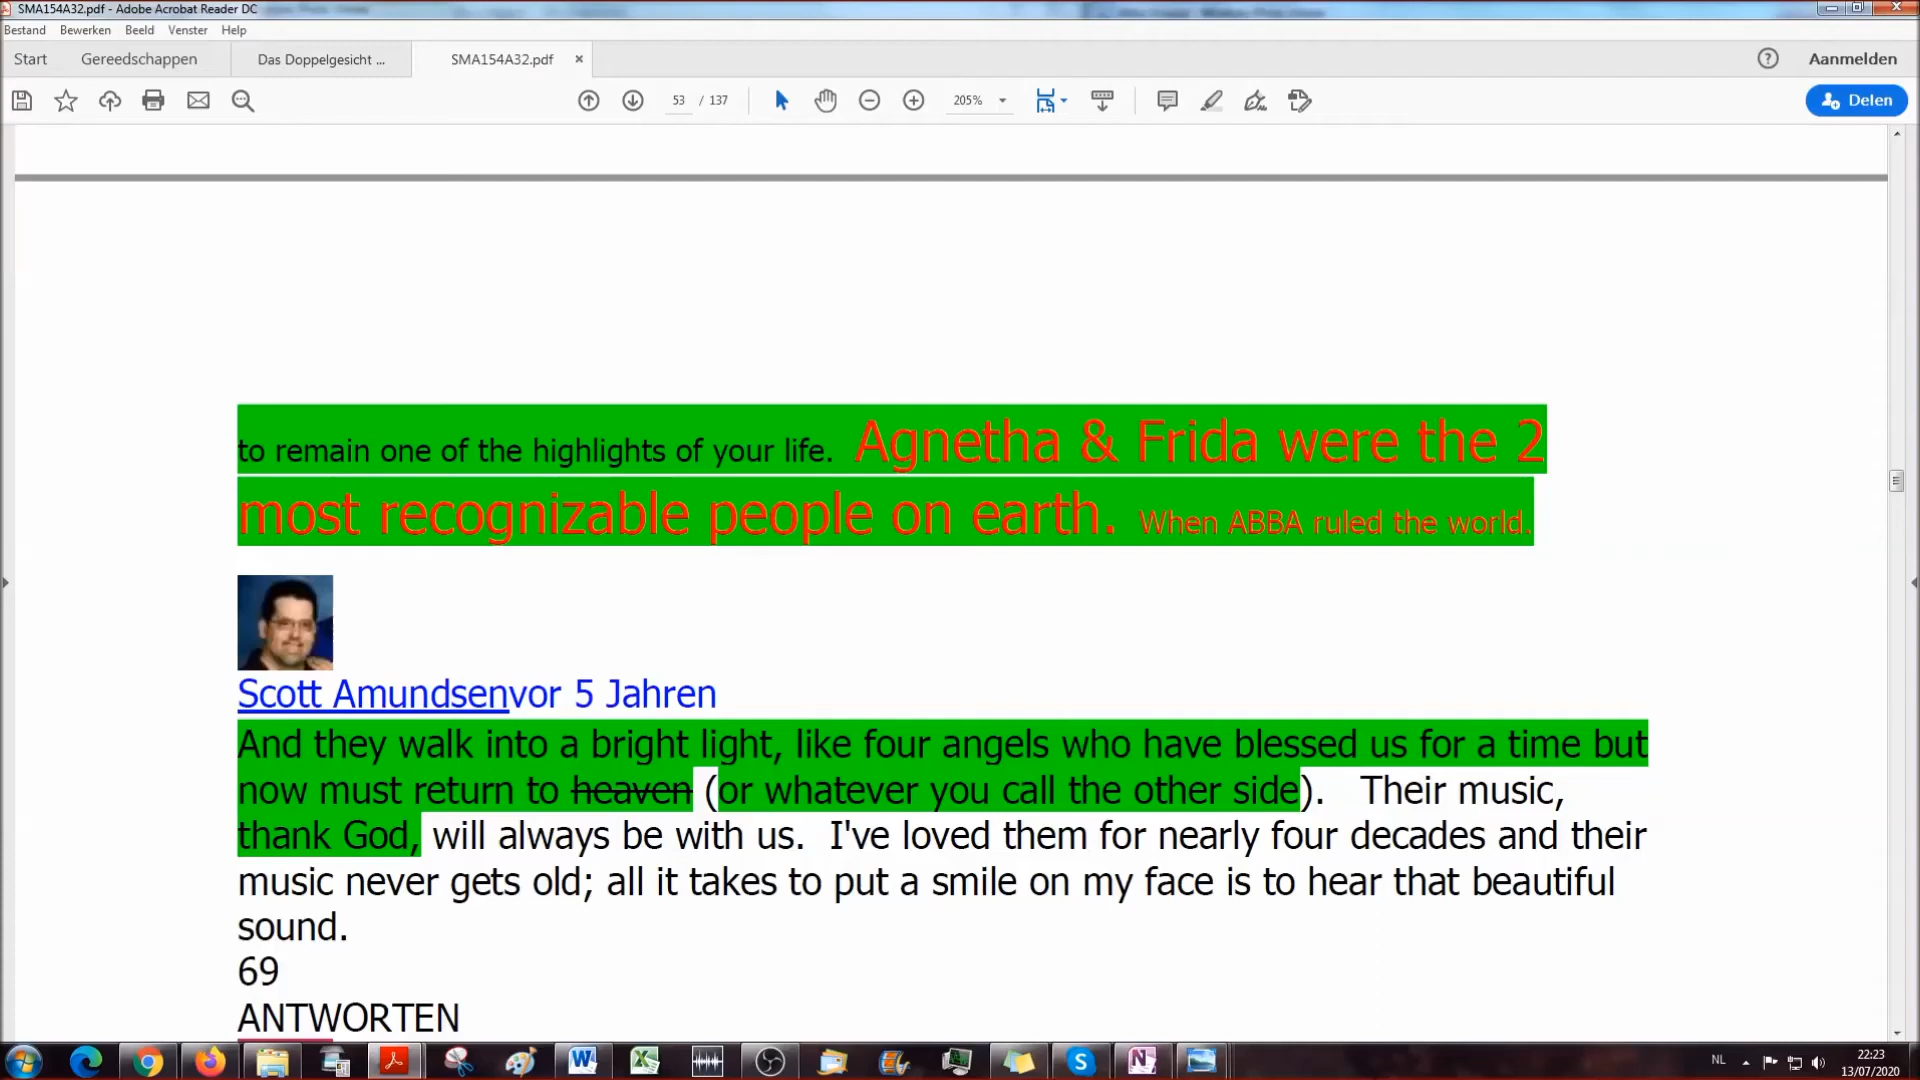 SMA154A32.pdf - Adobe Acrobat Reader DC
Bestand Bewerken Beeld Venster Help
Start Gereedschappen Das Doppelgesicht ... SMA154A32.pdf × Aanmelden
53 / 137 205% Delen
to remain one of the highlights of your life. Agnetha & Frida were the 2
most recognizable people on earth. When ABBA ruled the world.
Scott Amundsenvor 5 Jahren
And they walk into a bright light, like four angels who have blessed us for a time but
now must return to heaven (or whatever you call the other side). Their music,
thank God, will always be with us. I've loved them for nearly four decades and their
music never gets old; all it takes to put a smile on my face is to hear that beautiful
sound.
69
ANTWORTEN
NL 22:23
13/07/2020